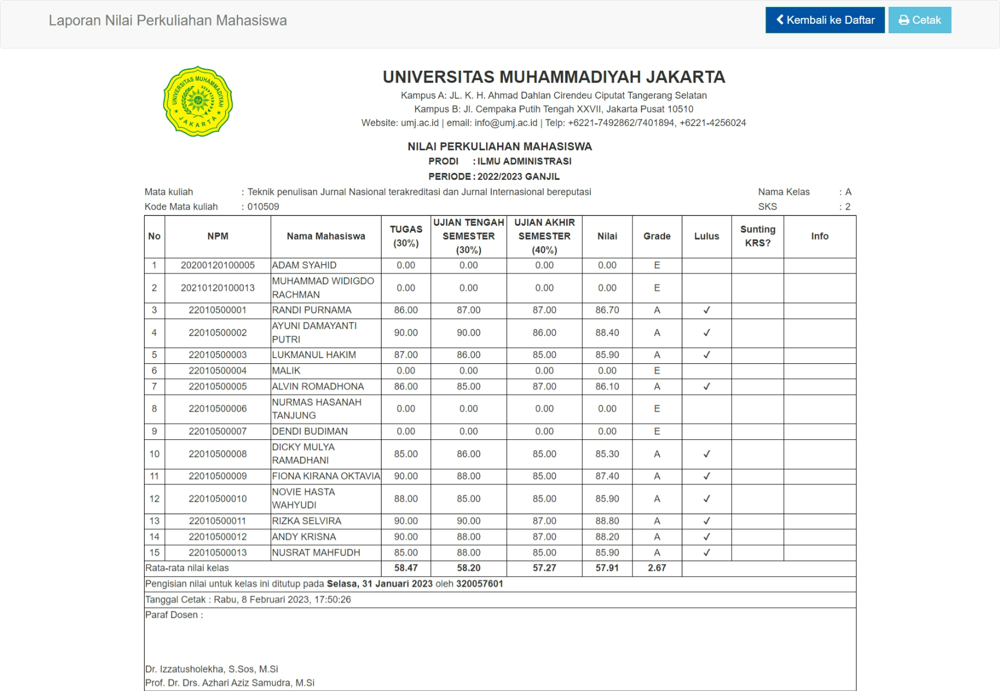 Laporan Nilai Perkuliahan Mahasiswa
Kembali ke Daftar
Cetak
UNIVERSITAS MUHAMMADIYAH
JAKARTA
UNIVERSITAS MUHAMMADIYAH JAKARTA
Kampus A: JL. K. H. Ahmad Dahlan Cirendeu Ciputat Tangerang Selatan
Kampus B: Jl. Cempaka Putih Tengah XXVII, Jakarta Pusat 10510
Website: umj.ac.id | email: info@umj.ac.id | Telp: +6221-7492862/7401894, +6221-4256024
NILAI PERKULIAHAN MAHASISWA
PRODI : ILMU ADMINISTRASI
PERIODE : 2022/2023 GANJIL
Mata kuliah : Teknik penulisan Jurnal Nasional terakreditasi dan Jurnal Internasional bereputasi Nama Kelas : A
Kode Mata kuliah : 010509 SKS : 2
No NPM Nama Mahasiswa TUGAS (30%) UJIAN TENGAH SEMESTER (30%) UJIAN AKHIR SEMESTER (40%) Nilai Grade Lulus Sunting KRS? Info
1 20200120100005 ADAM SYAHID 0.00 0.00 0.00 0.00 E
2 20210120100013 MUHAMMAD WIDIGDO RACHMAN 0.00 0.00 0.00 0.00 E
3 22010500001 RANDI PURNAMA 86.00 87.00 87.00 86.70 A ✓
4 22010500002 AYUNI DAMAYANTI PUTRI 90.00 90.00 86.00 88.40 A ✓
5 22010500003 LUKMANUL HAKIM 87.00 86.00 85.00 85.90 A ✓
6 22010500004 MALIK 0.00 0.00 0.00 0.00 E
7 22010500005 ALVIN ROMADHONA 86.00 85.00 87.00 86.10 A ✓
8 22010500006 NURMAS HASANAH TANJUNG 0.00 0.00 0.00 0.00 E
9 22010500007 DENDI BUDIMAN 0.00 0.00 0.00 0.00 E
10 22010500008 DICKY MULYA RAMADHANI 85.00 86.00 85.00 85.30 A ✓
11 22010500009 FIONA KIRANA OKTAVIA 90.00 88.00 85.00 87.40 A ✓
12 22010500010 NOVIE HASTA WAHYUDI 88.00 85.00 85.00 85.90 A ✓
13 22010500011 RIZKA SELVIRA 90.00 90.00 87.00 88.80 A ✓
14 22010500012 ANDY KRISNA 90.00 88.00 87.00 88.20 A ✓
15 22010500013 NUSRAT MAHFUDH 85.00 88.00 85.00 85.90 A ✓
Rata-rata nilai kelas 58.47 58.20 57.27 57.91 2.67
Pengisian nilai untuk kelas ini ditutup pada Selasa, 31 Januari 2023 oleh 320057601
Tanggal Cetak : Rabu, 8 Februari 2023, 17:50:26
Paraf Dosen :
Dr. Izzatusholekha, S.Sos, M.Si
Prof. Dr. Drs. Azhari Aziz Samudra, M.Si